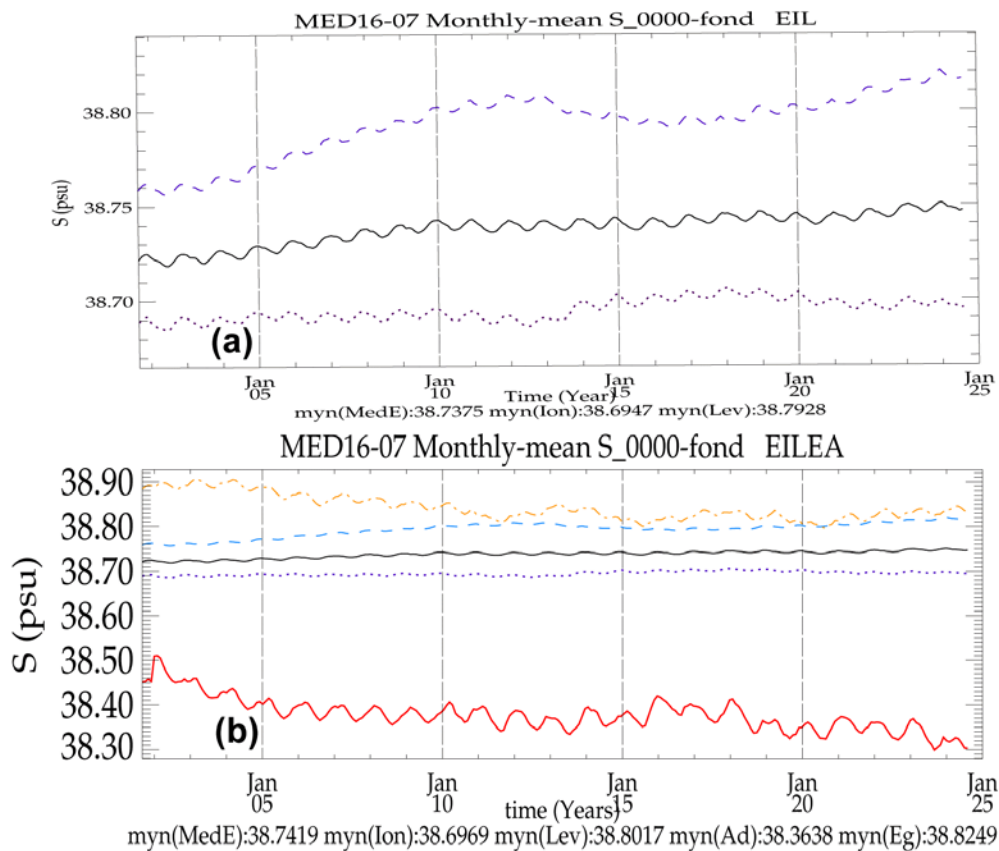 MED16-07 Monthly-mean S_0000-fond EIL
38.80
38.75
38.70
S (psu)
(a)
Jan Jan Jan Jan Jan
05 10 15 20 25
Time (Year)
myn(MedE):38.7375 myn(Ion):38.6947 myn(Lev):38.7928
MED16-07 Monthly-mean S_0000-fond EILEA
38.90
38.80
38.70
38.60
38.50
38.40
38.30
S (psu)
(b)
Jan Jan Jan Jan Jan
05 10 15 20 25
time (Years)
myn(MedE):38.7419 myn(Ion):38.6969 myn(Lev):38.8017 myn(Ad):38.3638 myn(Eg):38.8249